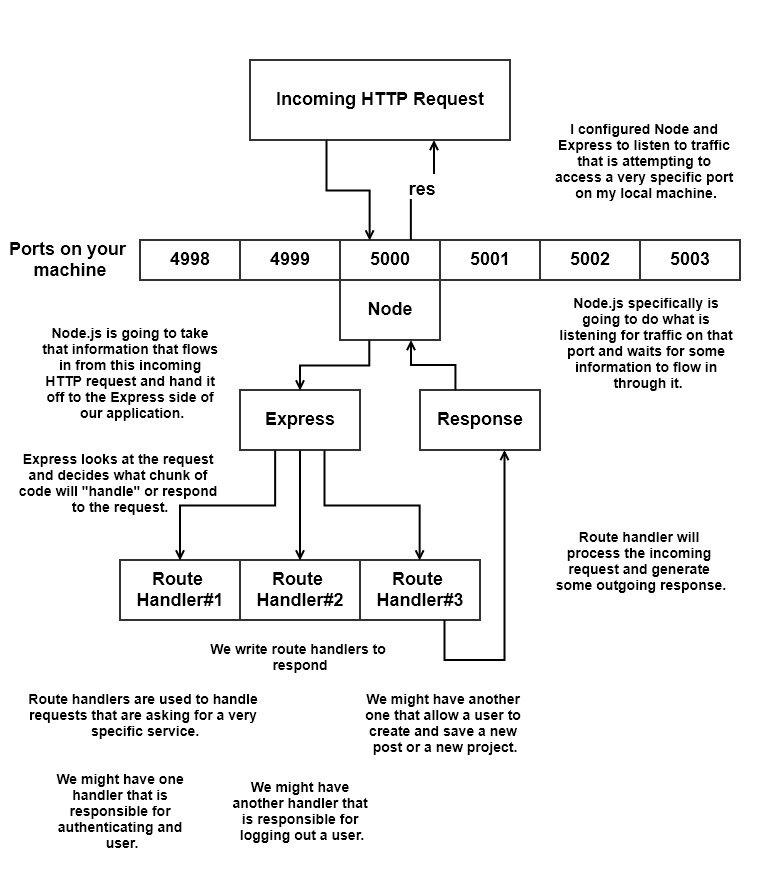 Incoming HTTP Request
I configured Node and
Express to listen to traffic
that is attempting to
access a very specific port
on my local machine.
res
Ports on your
machine
4998
4999
5000
5001
5002
5003
Node
Node.js specifically is
going to do what is
listening for traffic on that
port and waits for some
information to flow in
through it.
Node.js is going to take
that information that flows
in from this incoming
HTTP request and hand it
off to the Express side of
our application.
Express
Response
Express looks at the request
and decides what chunk of
code will "handle" or respond
to the request.
Route handler will
process the incoming
request and generate
some outgoing response.
Route
Handler#1
Route
Handler#2
Route
Handler#3
We write route handlers to
respond
Route handlers are used to handle
requests that are asking for a very
specific service.
We might have another
one that allow a user to
create and save a new
post or a new project.
We might have one
handler that is
responsible for
authenticating and
user.
We might have
another handler that
is responsible for
logging out a user.